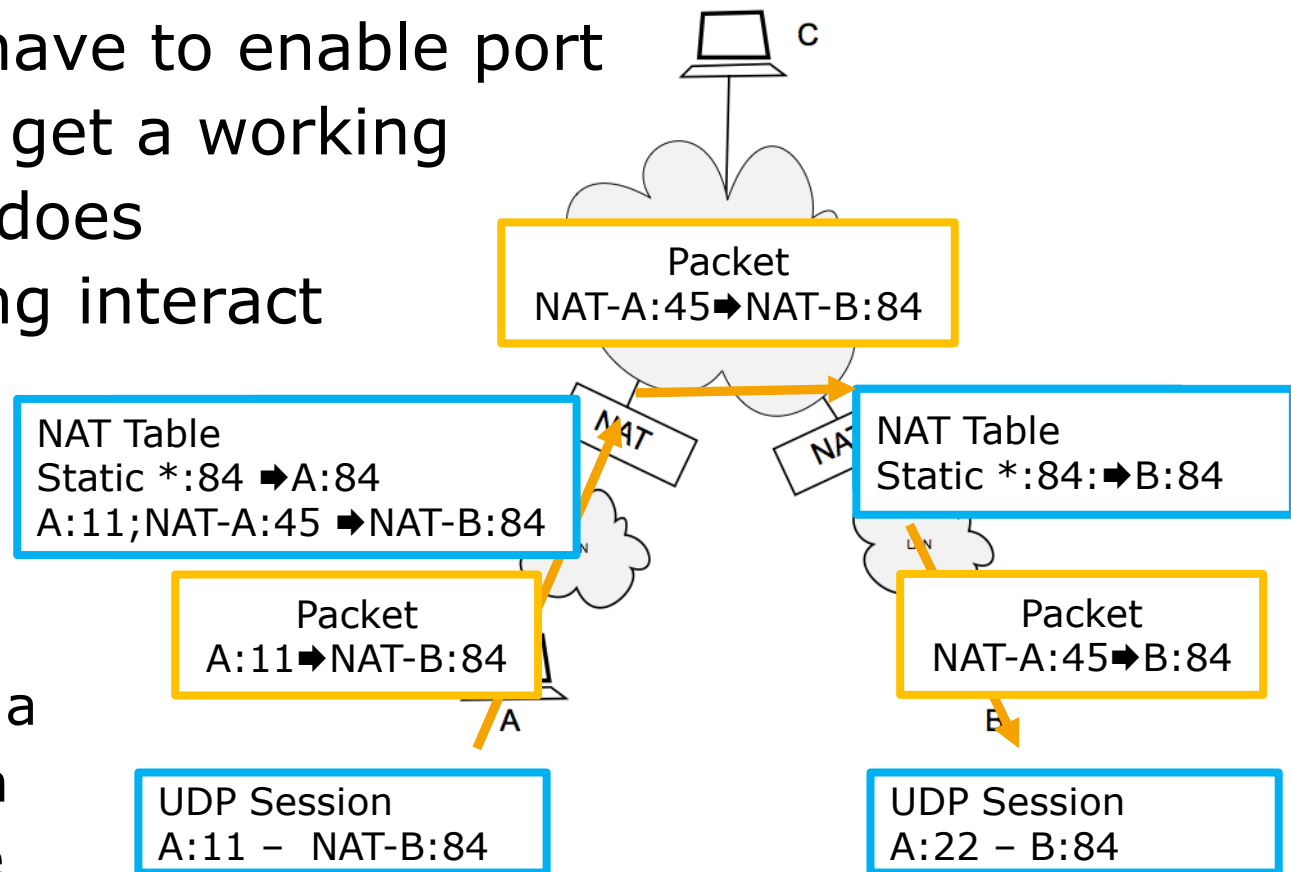 have to enable port
get a working
does
ng interact
C
Packet
NAT-A:45➡NAT-B:84
NAT
NAT
NAT Table
Static *:84 ➡A:84
A:11;NAT-A:45 ➡NAT-B:84
NAT Table
Static *:84:➡B:84
N
LAN
Packet
A:11➡NAT-B:84
Packet
NAT-A:45➡B:84
a
A
B
UDP Session
A:11 – NAT-B:84
UDP Session
A:22 – B:84